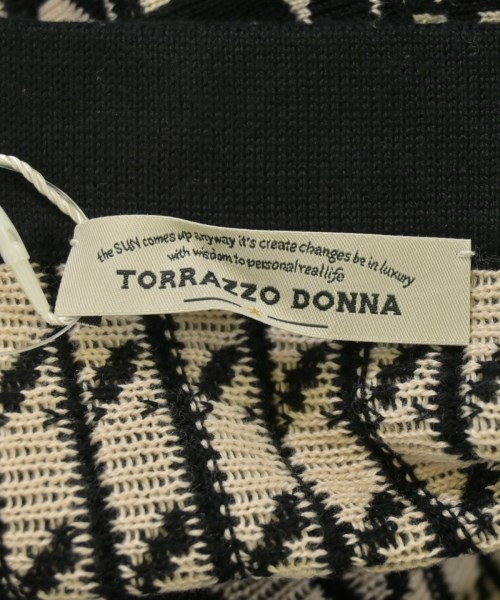 the SUN comes up anyway it's create changes be in luxury
with wisdom to personal real life
TORRAZZO DONNA